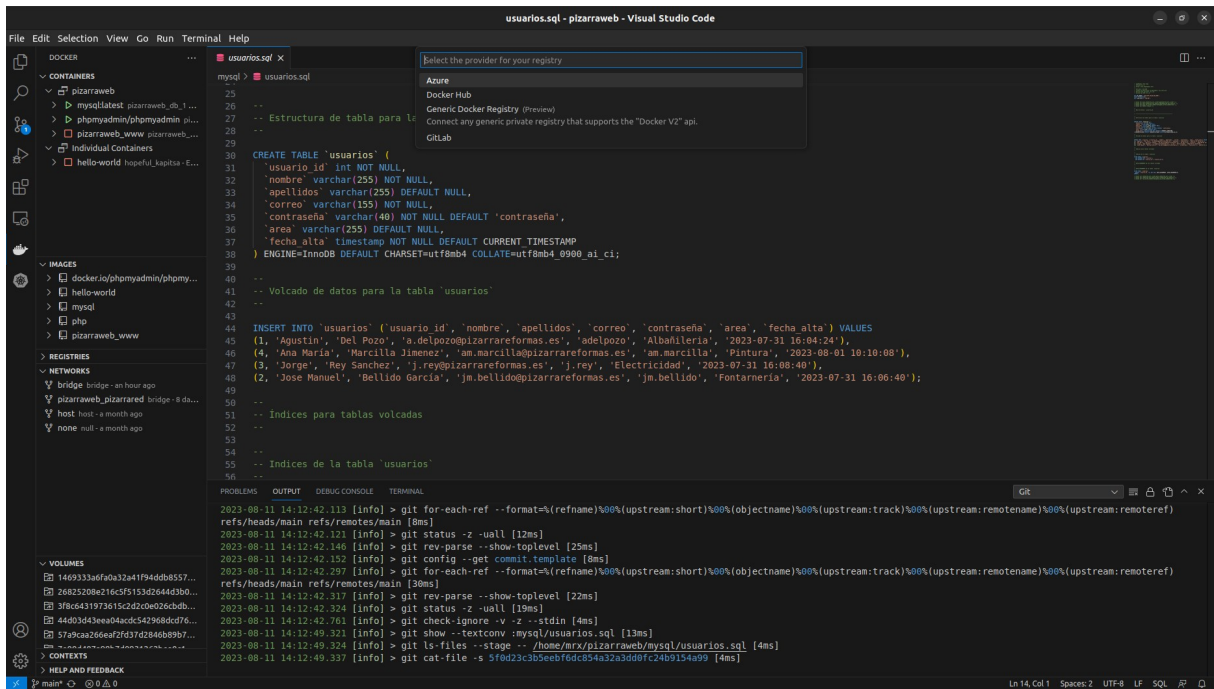 usuarios.sql - pizarraweb - Visual Studio Code
File Edit Selection View Go Run Terminal Help
DOCKER
CONTAINERS
pizarraweb
mysql:latest pizarraweb_db_1 ...
phpmyadmin/phpmyadmin pi...
pizarraweb_www pizarraweb_...
Individual Containers
hello-world hopeful_kapitsa - E...
IMAGES
docker.io/phpmyadmin/phpmy...
hello-world
mysql
php
pizarraweb_www
REGISTRIES
NETWORKS
bridge bridge - an hour ago
pizarraweb_pizarrared bridge - 8 da...
host host - a month ago
none null - a month ago
VOLUMES
1469333a6fa0a32a41f94ddb8557...
26825208e216c5f5153d2644d3b0...
3f8c6431973615c2d2c0e026cbdb...
44d03d43eea04acdc542968dcd76...
57a9caa266eaf2fd37d2846b89b7...
CONTEXTS
HELP AND FEEDBACK
usuarios.sql
mysql > usuarios.sql
Select the provider for your registry
Azure
Docker Hub
Generic Docker Registry (Preview)
Connect any generic private registry that supports the "Docker V2" api.
GitLab
25
26 --
27 -- Estructura de tabla para la
28 --
29
30 CREATE TABLE `usuarios` (
31 `usuario_id` int NOT NULL,
32 `nombre` varchar(255) NOT NULL,
33 `apellidos` varchar(255) DEFAULT NULL,
34 `correo` varchar(155) NOT NULL,
35 `contraseña` varchar(40) NOT NULL DEFAULT 'contraseña',
36 `area` varchar(255) DEFAULT NULL,
37 `fecha_alta` timestamp NOT NULL DEFAULT CURRENT_TIMESTAMP
38 ) ENGINE=InnoDB DEFAULT CHARSET=utf8mb4 COLLATE=utf8mb4_0900_ai_ci;
39
40 --
41 -- Volcado de datos para la tabla `usuarios`
42 --
43
44 INSERT INTO `usuarios` (`usuario_id`, `nombre`, `apellidos`, `correo`, `contraseña`, `area`, `fecha_alta`) VALUES
45 (1, 'Agustin', 'Del Pozo', 'a.delpozo@pizarrareformas.es', 'adelpozo', 'Albañileria', '2023-07-31 16:04:24'),
46 (4, 'Ana María', 'Marcilla Jimenez', 'am.marcilla@pizarrareformas.es', 'am.marcilla', 'Pintura', '2023-08-01 10:10:08'),
47 (3, 'Jorge', 'Rey Sanchez', 'j.rey@pizarrareformas.es', 'j.rey', 'Electricidad', '2023-07-31 16:08:40'),
48 (2, 'Jose Manuel', 'Bellido García', 'jm.bellido@pizarrareformas.es', 'jm.bellido', 'Fontarnería', '2023-07-31 16:06:40');
49
50 --
51 -- Índices para tablas volcadas
52 --
53
54 --
55 -- Indices de la tabla `usuarios`
56 --
PROBLEMS OUTPUT DEBUG CONSOLE TERMINAL Git
2023-08-11 14:12:42.113 [info] > git for-each-ref --format=%(refname)%00%(upstream:short)%00%(objectname)%00%(upstream:track)%00%(upstream:remotename)%00%(upstream:remoteref)
refs/heads/main refs/remotes/main [8ms]
2023-08-11 14:12:42.121 [info] > git status -z -uall [12ms]
2023-08-11 14:12:42.146 [info] > git rev-parse --show-toplevel [25ms]
2023-08-11 14:12:42.152 [info] > git config --get commit.template [8ms]
2023-08-11 14:12:42.297 [info] > git for-each-ref --format=%(refname)%00%(upstream:short)%00%(objectname)%00%(upstream:track)%00%(upstream:remotename)%00%(upstream:remoteref)
refs/heads/main refs/remotes/main [30ms]
2023-08-11 14:12:42.317 [info] > git rev-parse --show-toplevel [22ms]
2023-08-11 14:12:42.324 [info] > git status -z -uall [19ms]
2023-08-11 14:12:42.761 [info] > git check-ignore -v -z --stdin [4ms]
2023-08-11 14:12:49.321 [info] > git show --textconv :mysql/usuarios.sql [13ms]
2023-08-11 14:12:49.324 [info] > git ls-files --stage -- /home/mrx/pizarraweb/mysql/usuarios.sql [4ms]
2023-08-11 14:12:49.337 [info] > git cat-file -s 5f0d23c3b5eebf6dc854a32a3dd0fc24b9154a99 [4ms]
main* 0 0 Ln 14, Col 1 Spaces: 2 UTF-8 LF SQL